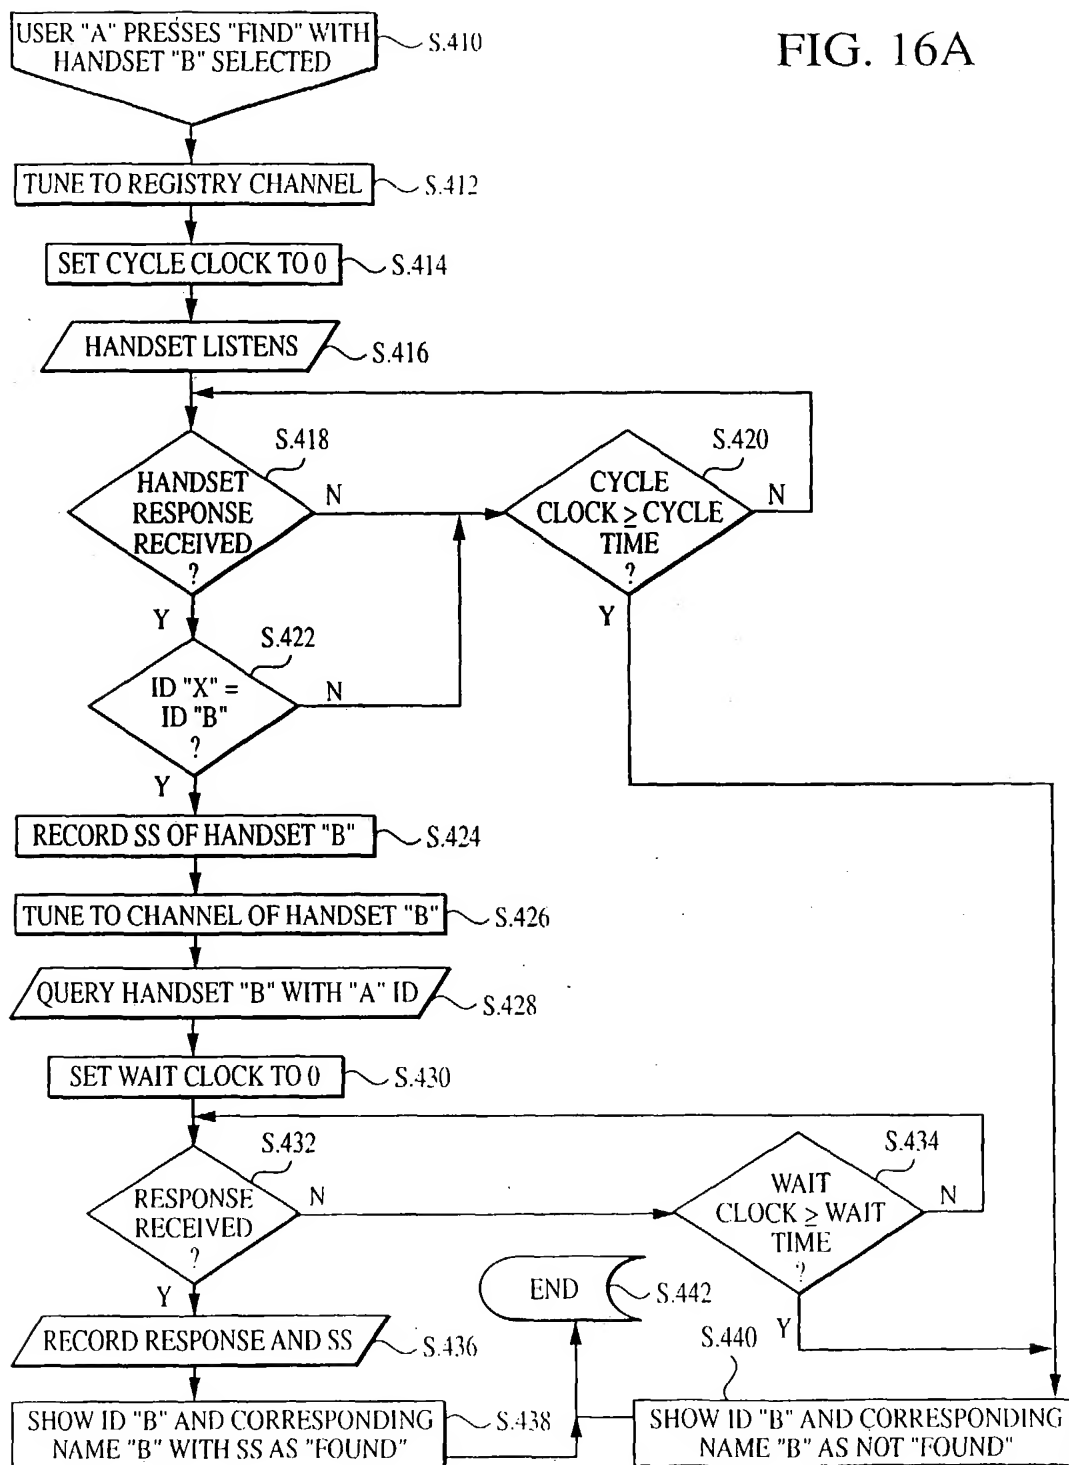 USER "A" PRESSES "FIND" WITH
HANDSET "B" SELECTED
S.410
FIG. 16A
TUNE TO REGISTRY CHANNEL
S.412
SET CYCLE CLOCK TO 0
S.414
HANDSET LISTENS
S.416
S.418
HANDSET
RESPONSE
RECEIVED
?
N
Y
S.420
CYCLE
CLOCK ≥ CYCLE
TIME
?
N
Y
S.422
ID "X" =
ID "B"
?
N
Y
RECORD SS OF HANDSET "B"
S.424
TUNE TO CHANNEL OF HANDSET "B"
S.426
QUERY HANDSET "B" WITH "A" ID
S.428
SET WAIT CLOCK TO 0
S.430
S.432
RESPONSE
RECEIVED
?
N
Y
S.434
WAIT
CLOCK ≥ WAIT
TIME
?
N
Y
END
S.442
RECORD RESPONSE AND SS
S.436
S.440
SHOW ID "B" AND CORRESPONDING
NAME "B" WITH SS AS "FOUND"
S.438
SHOW ID "B" AND CORRESPONDING
NAME "B" AS NOT "FOUND"